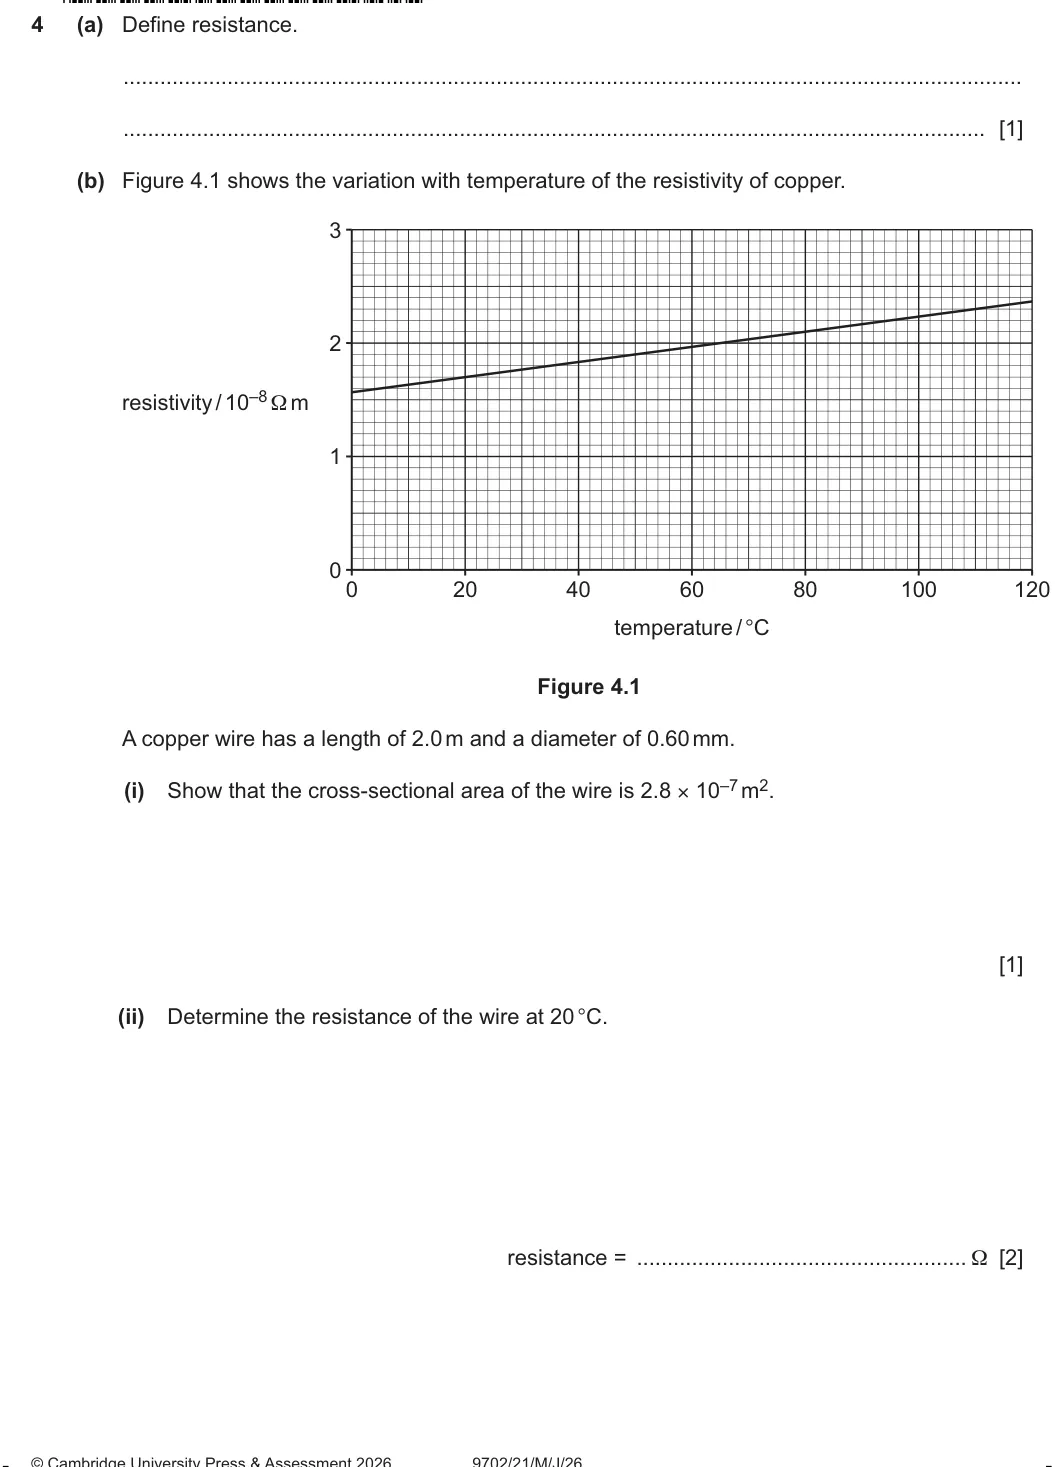 4 (a) Define resistance.
..........................................................................................................................................................
.................................................................................................................................................... [1]
(b) Figure 4.1 shows the variation with temperature of the resistivity of copper.
3
2
resistivity / 10⁻⁸ Ω m
1
0
0 20 40 60 80 100 120
temperature / °C
Figure 4.1
A copper wire has a length of 2.0 m and a diameter of 0.60 mm.
(i) Show that the cross-sectional area of the wire is 2.8 × 10⁻⁷ m².
[1]
(ii) Determine the resistance of the wire at 20 °C.
resistance = ...................................................... Ω [2]
© Cambridge University Press & Assessment 2026 9702/21/M/J/26